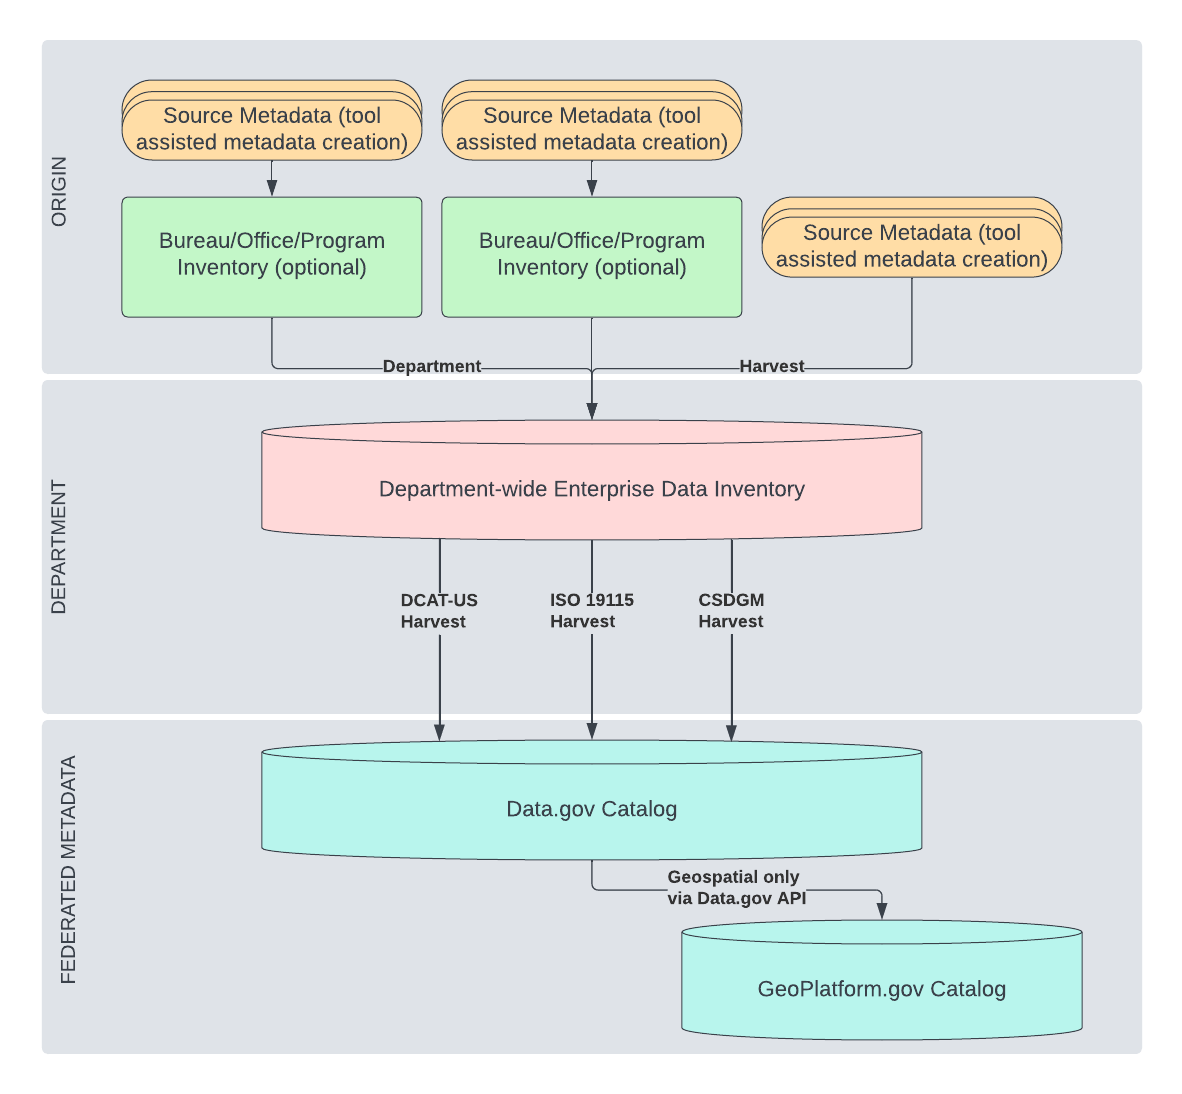 ORIGIN
Source Metadata (tool
assisted metadata creation)
Source Metadata (tool
assisted metadata creation)
Bureau/Office/Program
Inventory (optional)
Bureau/Office/Program
Inventory (optional)
Source Metadata (tool
assisted metadata creation)
Department
Harvest
DEPARTMENT
Department-wide Enterprise Data Inventory
DCAT-US
Harvest
ISO 19115
Harvest
CSDGM
Harvest
FEDERATED METADATA
Data.gov Catalog
Geospatial only
via Data.gov API
GeoPlatform.gov Catalog